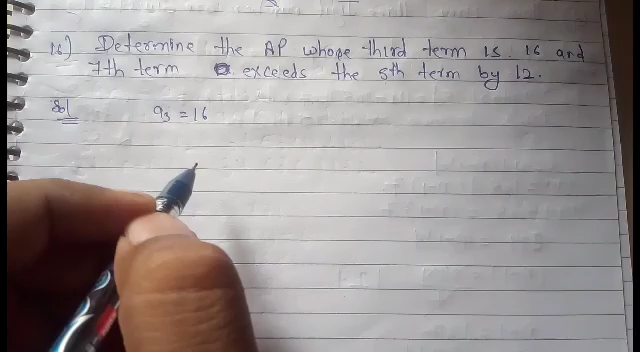 16) Determine the AP whose third term is 16 and
7th term exceeds the 5th term by 12.
Sol a₃ = 16